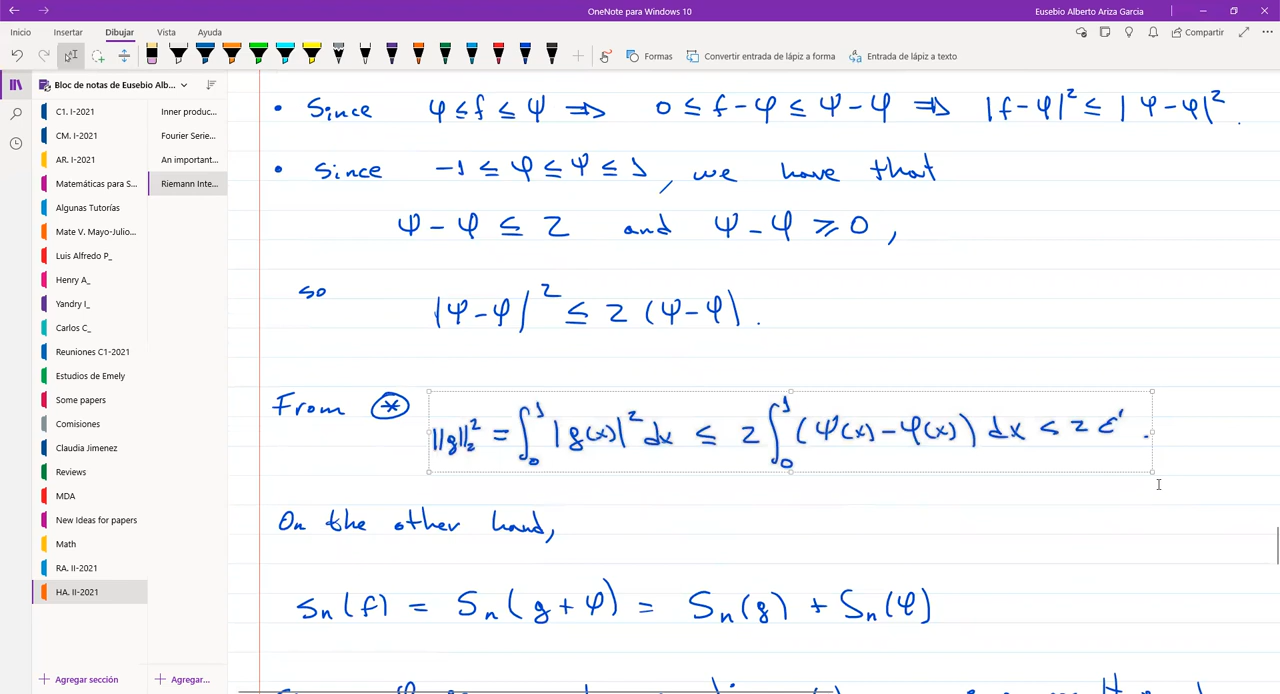 OneNote para Windows 10
Eusebio Alberto Ariza Garcia
Inicio Insertar Dibujar Vista Ayuda
Compartir
Formas Convertir entrada de lápiz a forma Entrada de lápiz a texto
Bloc de notas de Eusebio Alb...
C1. I-2021
CM. I-2021
AR. I-2021
Matemáticas para S...
Algunas Tutorías
Mate V. Mayo-Julio...
Luis Alfredo P_
Henry A_
Yandry I_
Carlos C_
Reuniones C1-2021
Estudios de Emely
Some papers
Comisiones
Claudia Jimenez
Reviews
MDA
New Ideas for papers
Math
RA. II-2021
HA. II-2021
Agregar sección
Inner produc...
Fourier Serie...
An important...
Riemann Inte...
Agregar...
• Since φ ≤ f ≤ ψ ⟹ 0 ≤ f - φ ≤ ψ - φ ⟹ |f - φ|² ≤ |ψ - φ|².
• Since -1 ≤ φ ≤ ψ ≤ 1, we have that
ψ - φ ≤ 2 and ψ - φ ≥ 0,
so
|ψ - φ|² ≤ 2 (ψ - φ).
From ⊛ ||g||₂² = ∫₀¹ |g(x)|² dx ≤ 2 ∫₀¹ (ψ(x) - φ(x)) dx ≤ 2 ε'.
On the other hand,
Sn(f) = Sn(g + φ) = Sn(g) + Sn(φ)